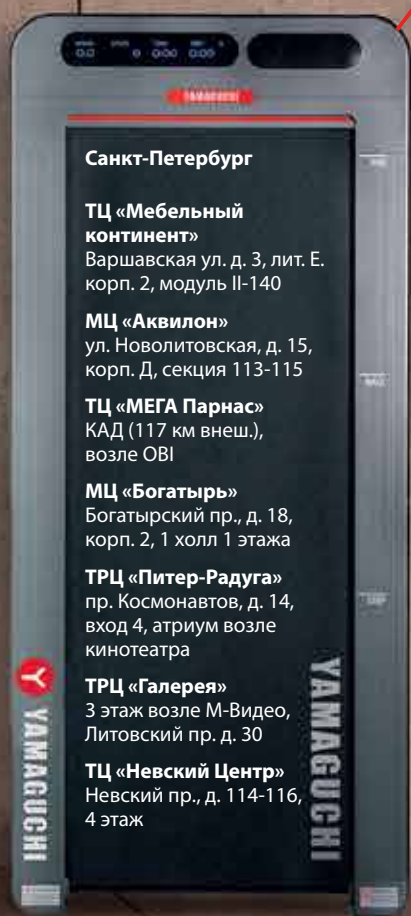 YAMAGUCHI
Санкт-Петербург
ТЦ «Мебельный
континент»
Варшавская ул. д. 3, лит. Е.
корп. 2, модуль II-140
МЦ «Аквилон»
ул. Новолитовская, д. 15,
корп. Д, секция 113-115
ТЦ «МЕГА Парнас»
КАД (117 км внеш.),
возле OBI
МЦ «Богатырь»
Богатырский пр., д. 18,
корп. 2, 1 холл 1 этажа
ТРЦ «Питер-Радуга»
пр. Космонавтов, д. 14,
вход 4, атриум возле
кинотеатра
ТРЦ «Галерея»
3 этаж возле М-Видео,
Литовский пр. д. 30
ТЦ «Невский Центр»
Невский пр., д. 114-116,
4 этаж
Y YAMAGUCHI
YAMAGUCHI